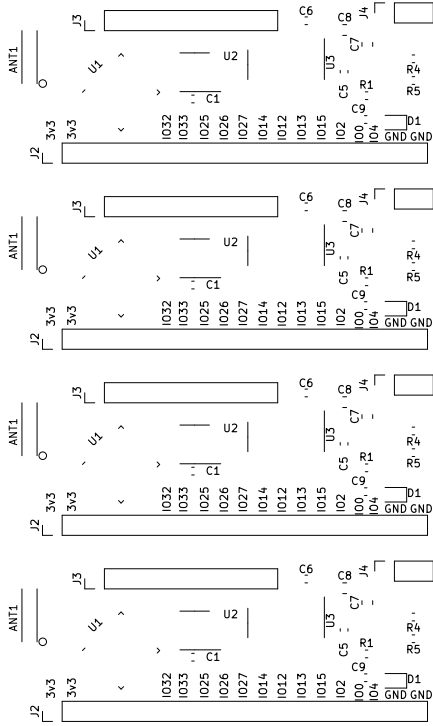 J3 C6 C8 J4
ANT1 U1 U2 U3 C7 R4
C1 C5 R1 R5
C9 D1
3v3 3v3 IO32 IO33 IO25 IO26 IO27 IO14 IO12 IO13 IO15 IO2 IO0 IO4 GND GND
J2
J3 C6 C8 J4
ANT1 U1 U2 U3 C7 R4
C1 C5 R1 R5
C9 D1
3v3 3v3 IO32 IO33 IO25 IO26 IO27 IO14 IO12 IO13 IO15 IO2 IO0 IO4 GND GND
J2
J3 C6 C8 J4
ANT1 U1 U2 U3 C7 R4
C1 C5 R1 R5
C9 D1
3v3 3v3 IO32 IO33 IO25 IO26 IO27 IO14 IO12 IO13 IO15 IO2 IO0 IO4 GND GND
J2
J3 C6 C8 J4
ANT1 U1 U2 U3 C7 R4
C1 C5 R1 R5
C9 D1
3v3 3v3 IO32 IO33 IO25 IO26 IO27 IO14 IO12 IO13 IO15 IO2 IO0 IO4 GND GND
J2